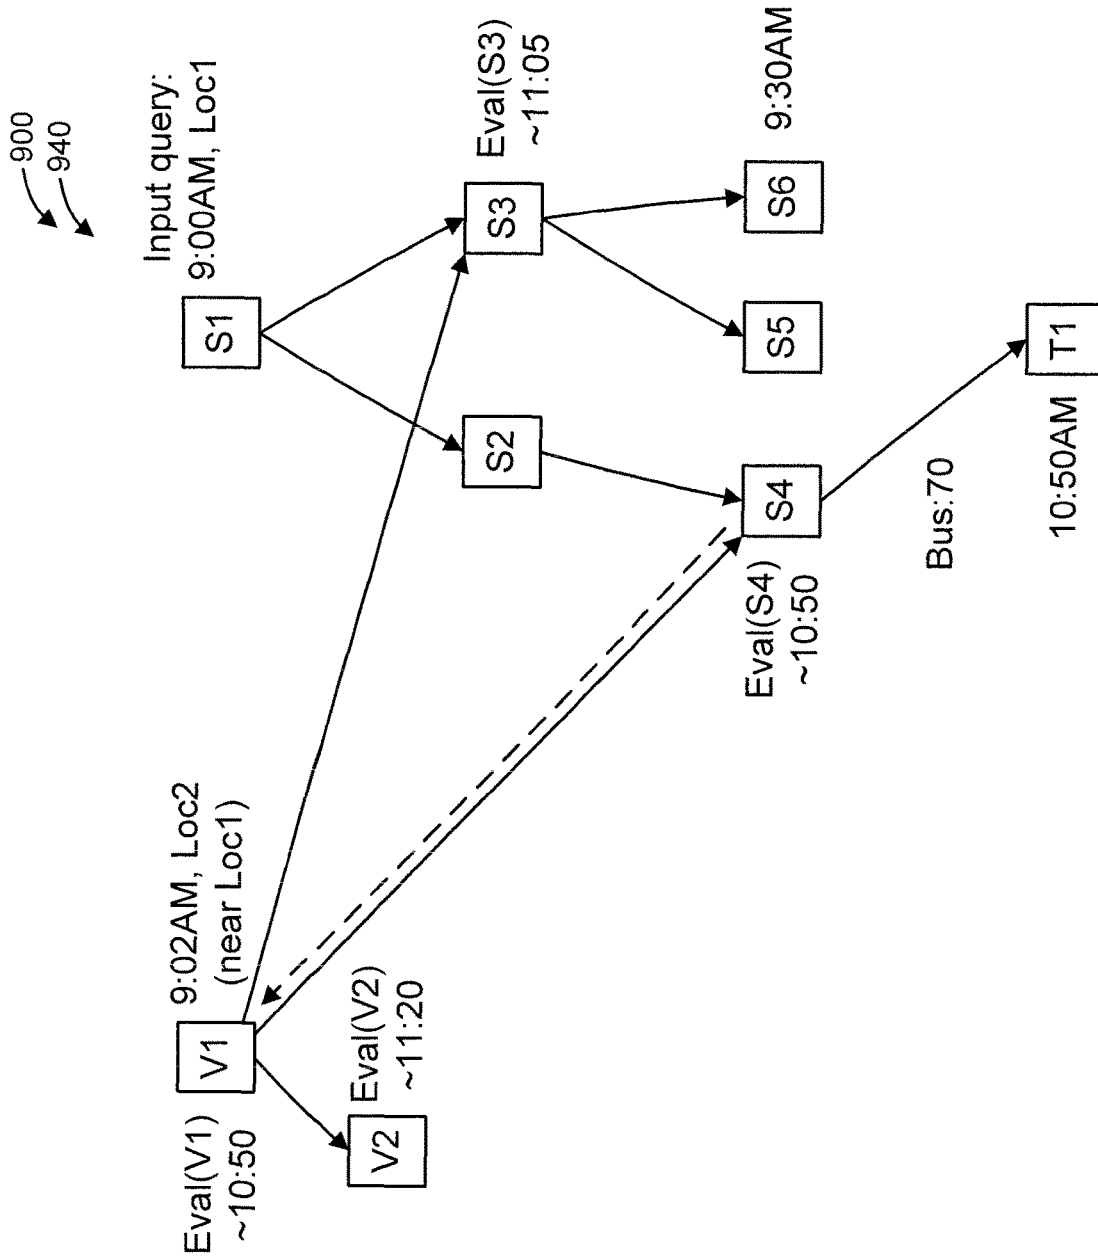 900
940
Input query:
9:00AM, Loc1
S1
Eval(V1)
~10:50
V1
9:02AM, Loc2
(near Loc1)
V2
Eval(V2)
~11:20
S2
S3
Eval(S3)
~11:05
Eval(S4)
~10:50
S4
S5
S6
9:30AM
Bus:70
10:50AM
T1